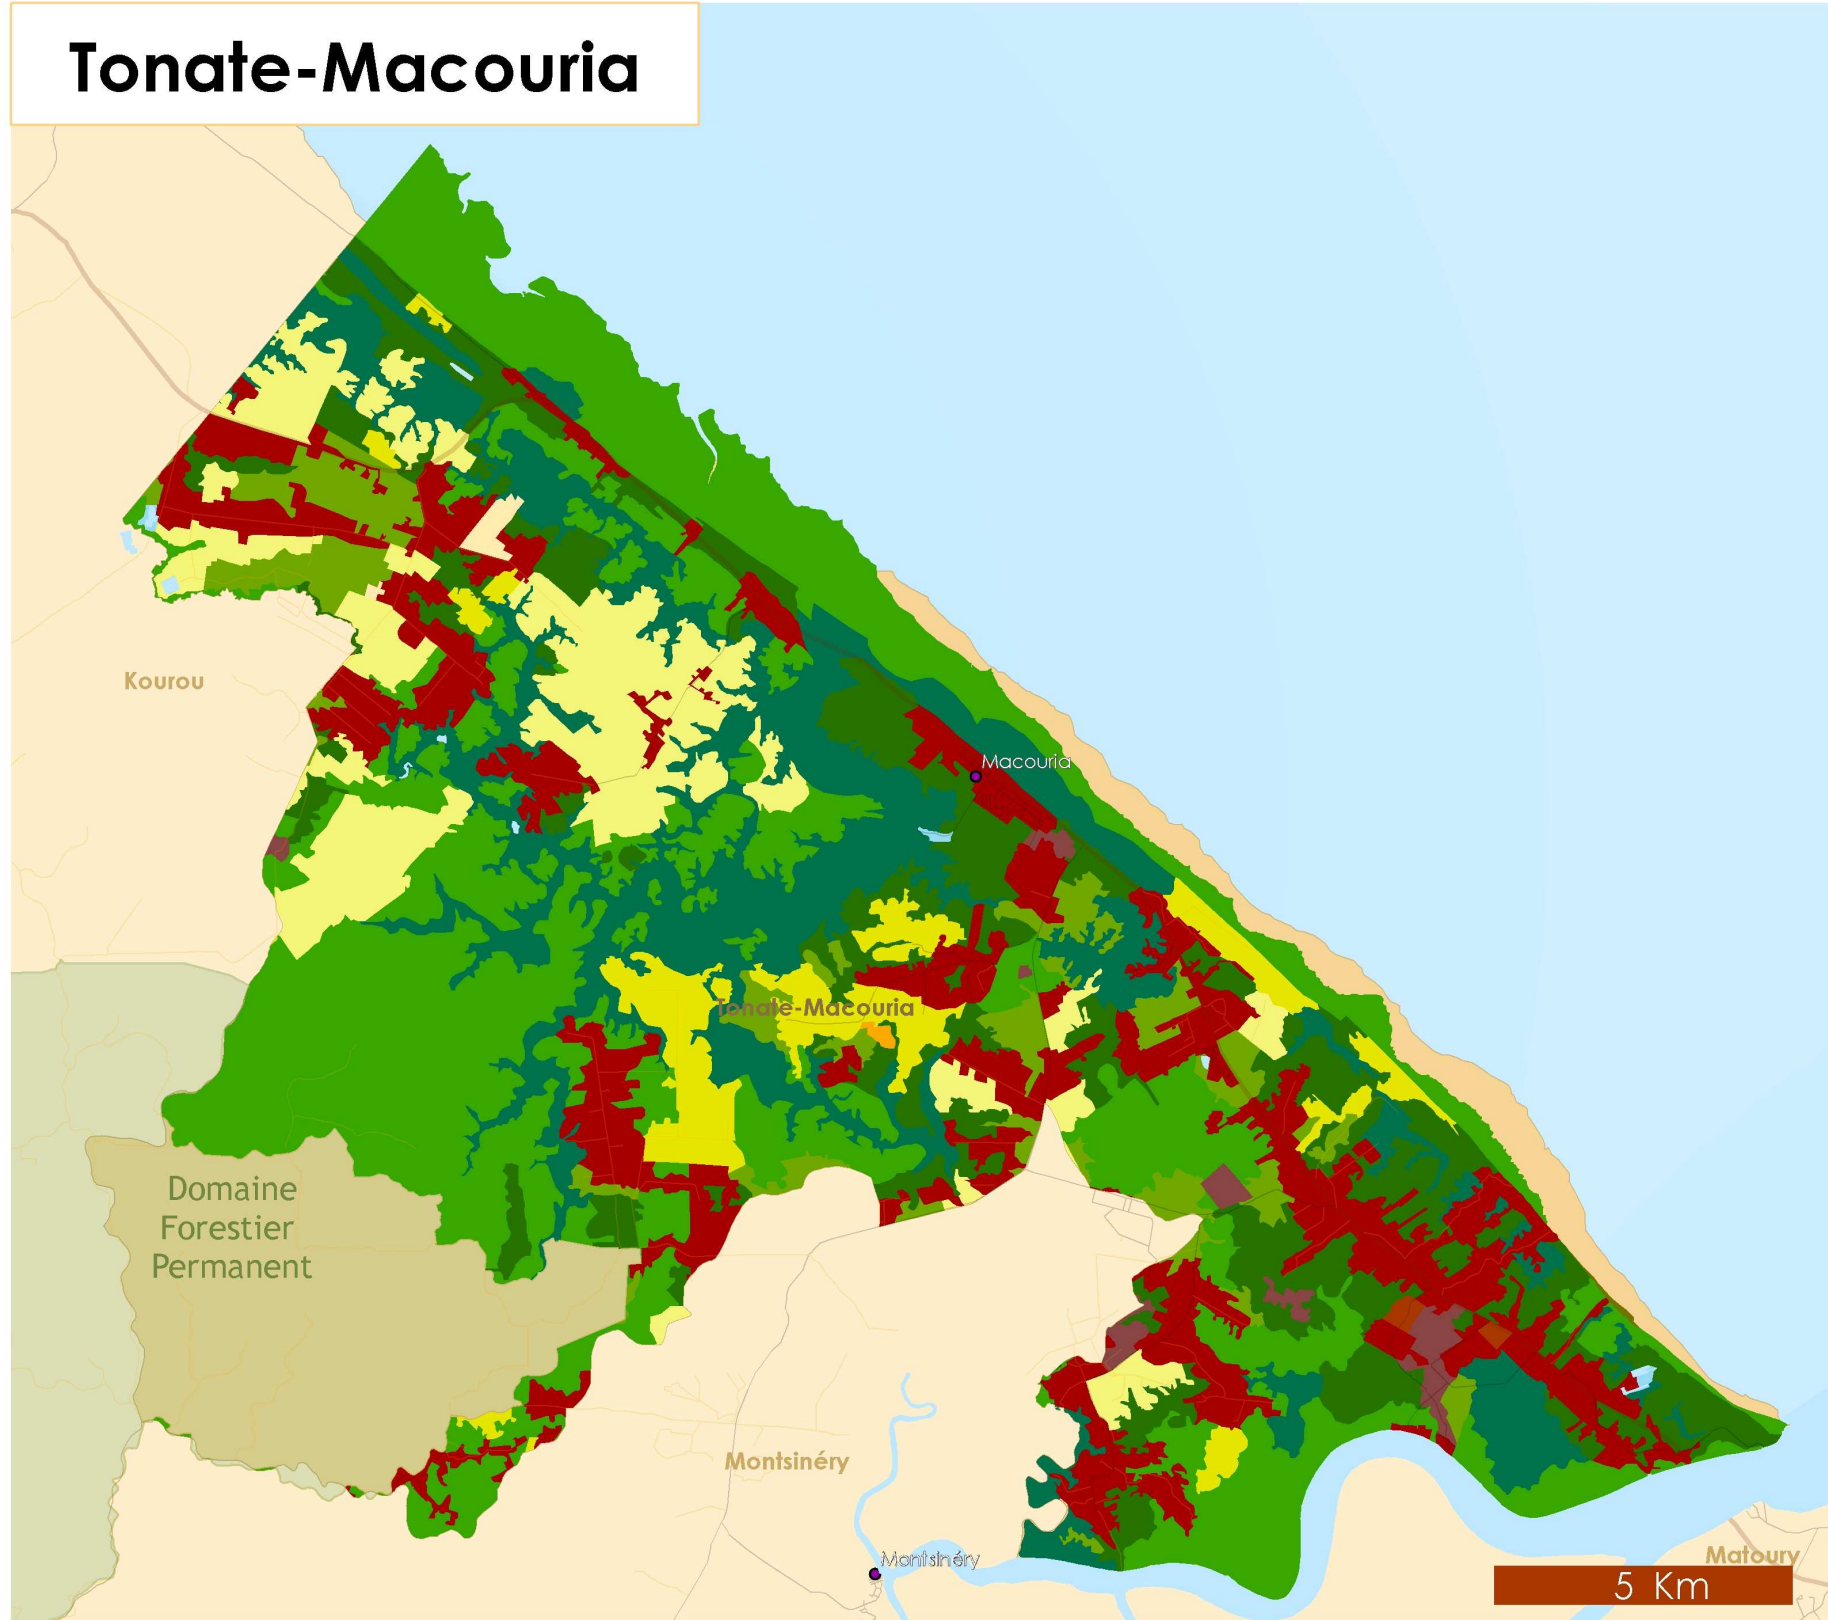 Tonate-Macouria
Kourou
Macouria
Tonate-Macouria
Domaine
Forestier
Permanent
Montsinéry
Montsinéry
Matoury
5 Km